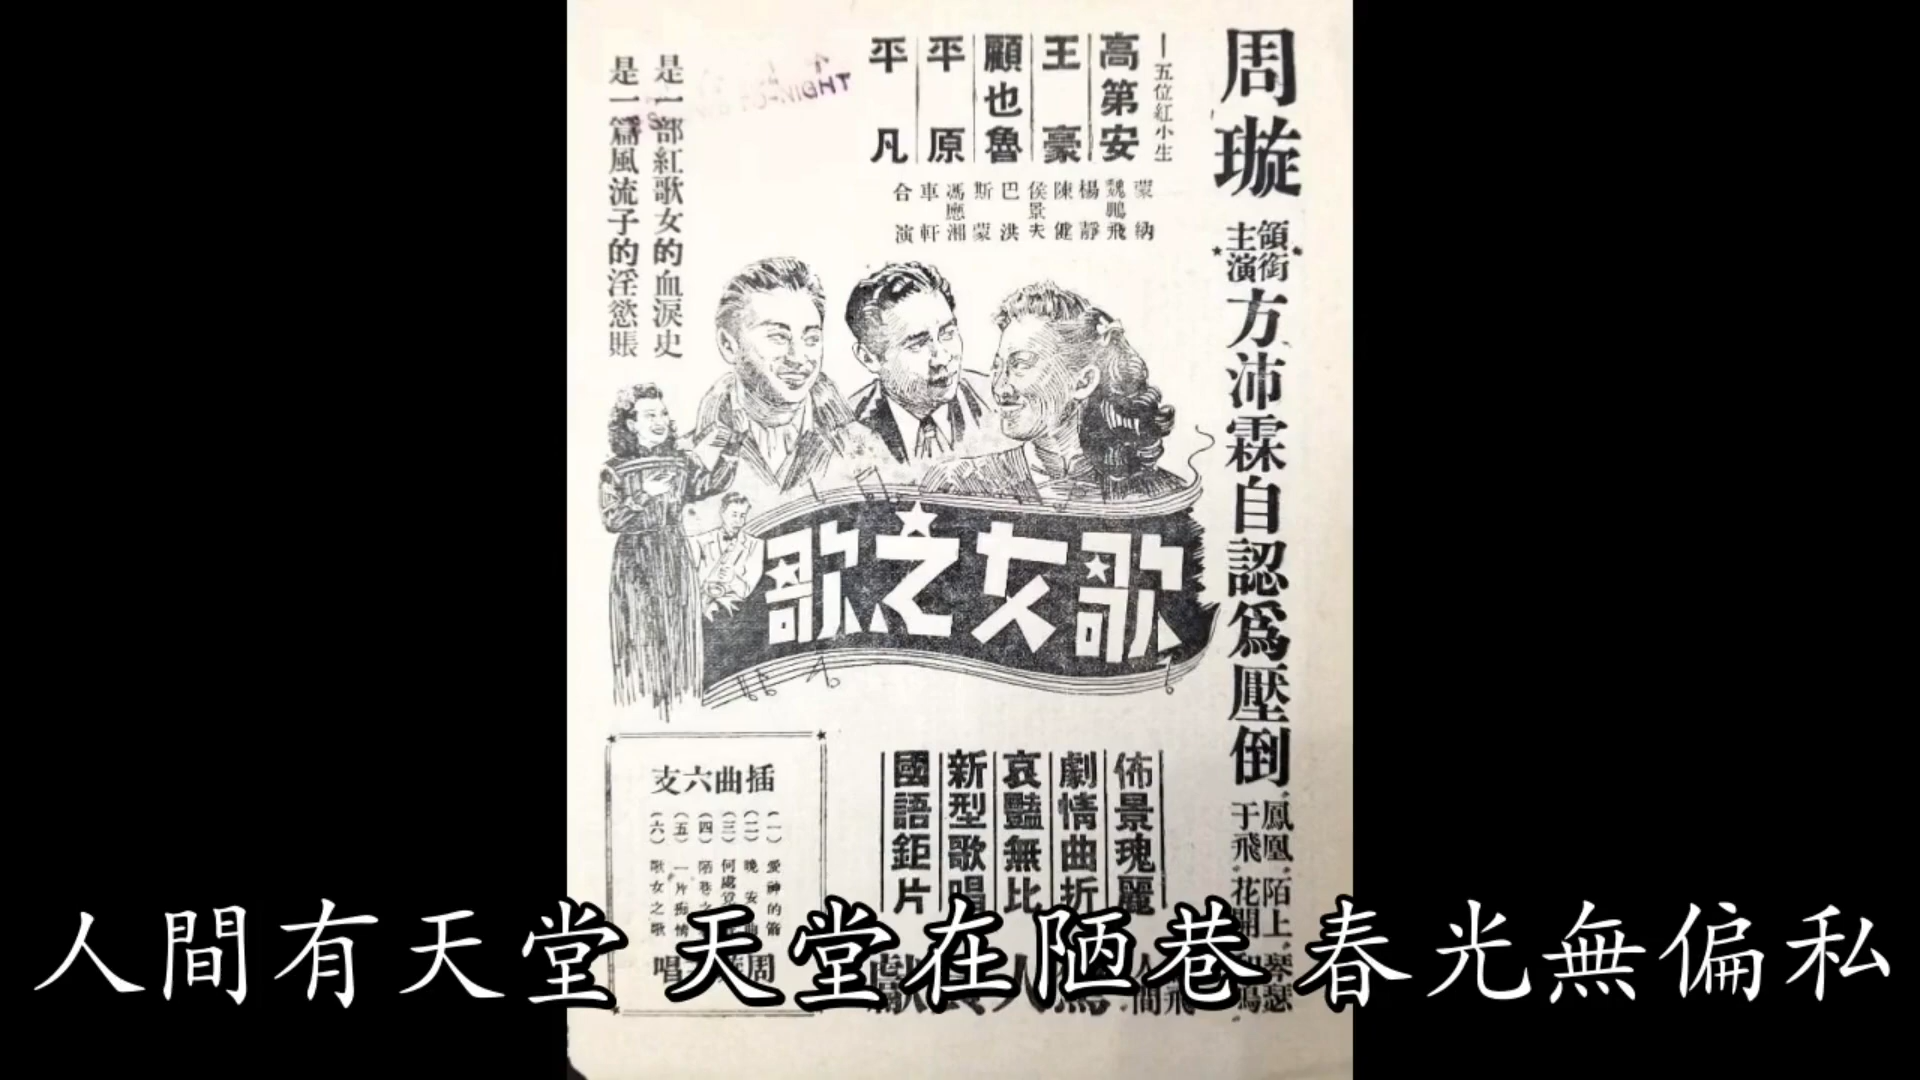 周璇
領銜
主演
方沛霖自認為壓倒
鳳凰
于飛
陌上
花開
琴瑟
和鳴
五位紅小生
高第安
王豪
顧也魯
平原
平凡
蒙納
魏鵬飛
楊靜
陳健
侯景夫
巴洪
斯蒙
馮應湘
車軒
合演
是一部紅歌女的血淚史
是一篇風流子的淫慾賬
歌女之歌
佈景瑰麗
劇情曲折
哀豔無比
新型歌唱
國語鉅片
插曲六支
(一)愛神的箭
(二)晚安曲
(三)何處
(四)陋巷之
(五)一片痴情
(六)歌女之歌
周 唱
人間有天堂 天堂在陋巷 春光無偏私